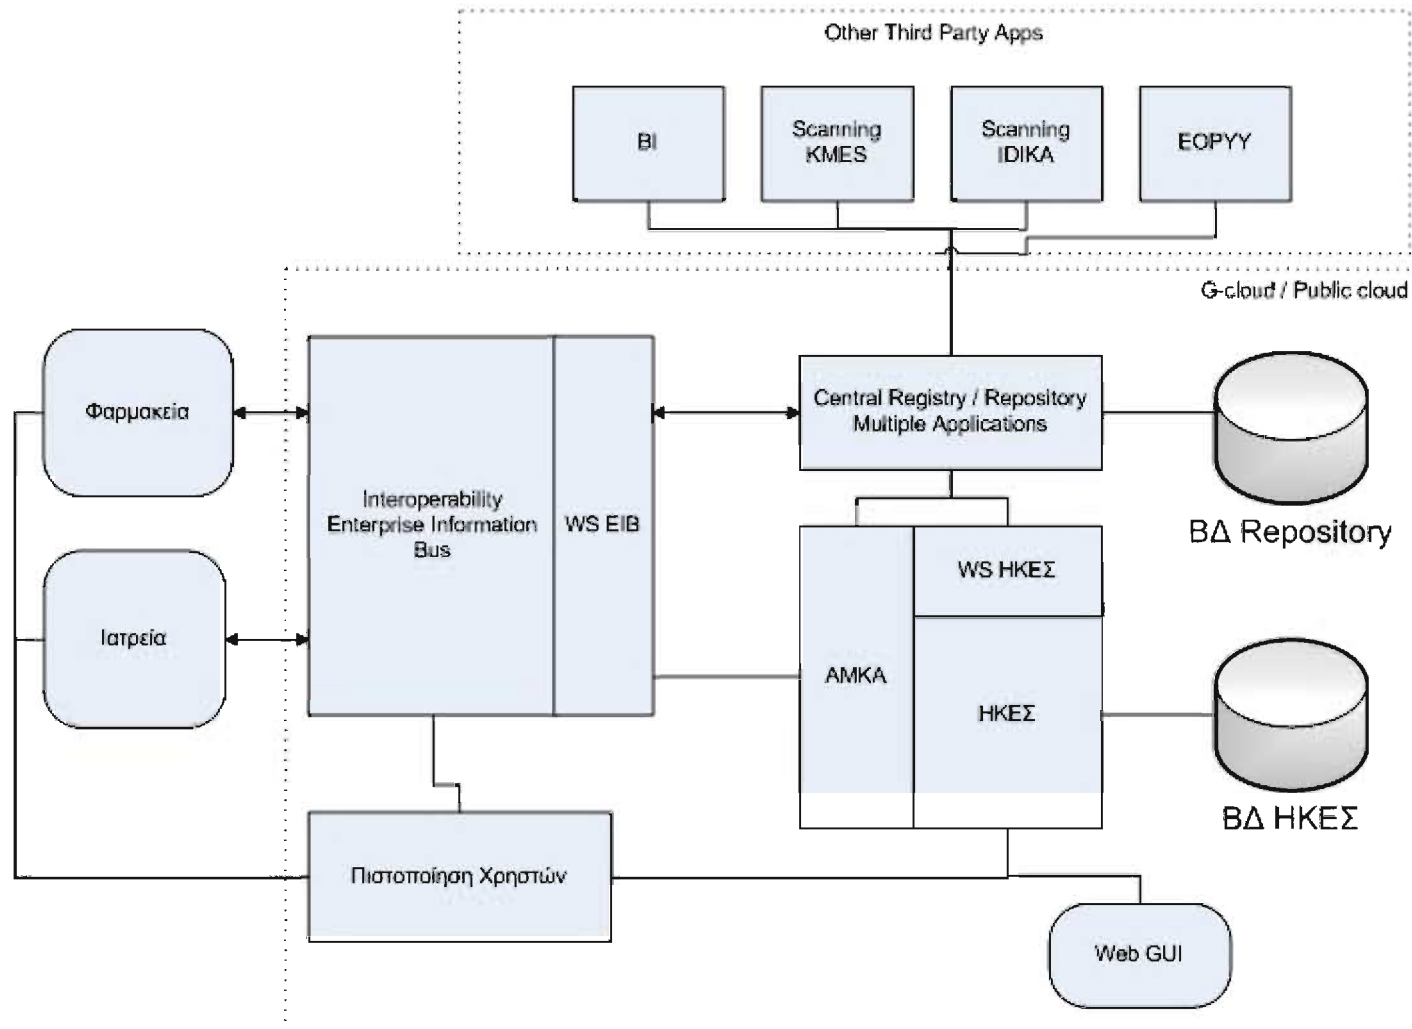 Other Third Party Apps
BI
Scanning
KMES
Scanning
IDIKA
EOPYY
G-cloud / Public cloud
Φαρμακεία
Ιατρεία
Interoperability
Enterprise Information
Bus
WS EIB
Central Registry / Repository
Multiple Applications
ΒΔ Repository
WS ΗΚΕΣ
ΑΜΚΑ
ΗΚΕΣ
ΒΔ ΗΚΕΣ
Πιστοποίηση Χρηστών
Web GUI